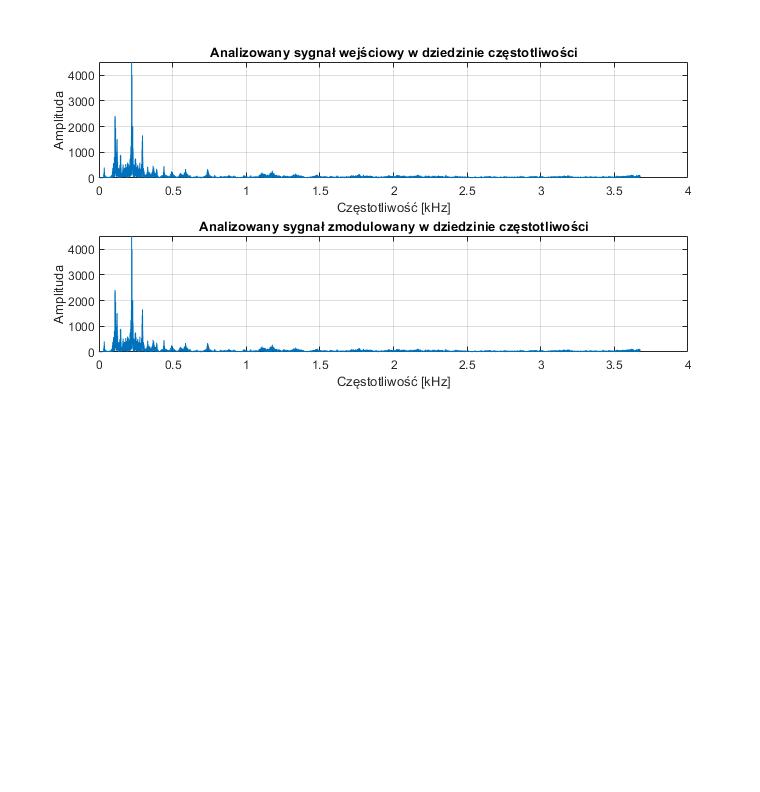 Analizowany sygnał wejściowy w dziedzinie częstotliwości
Amplituda
4000
3000
2000
1000
0
0 0.5 1 1.5 2 2.5 3 3.5 4
Częstotliwość [kHz]
Analizowany sygnał zmodulowany w dziedzinie częstotliwości
Amplituda
4000
3000
2000
1000
0
0 0.5 1 1.5 2 2.5 3 3.5 4
Częstotliwość [kHz]